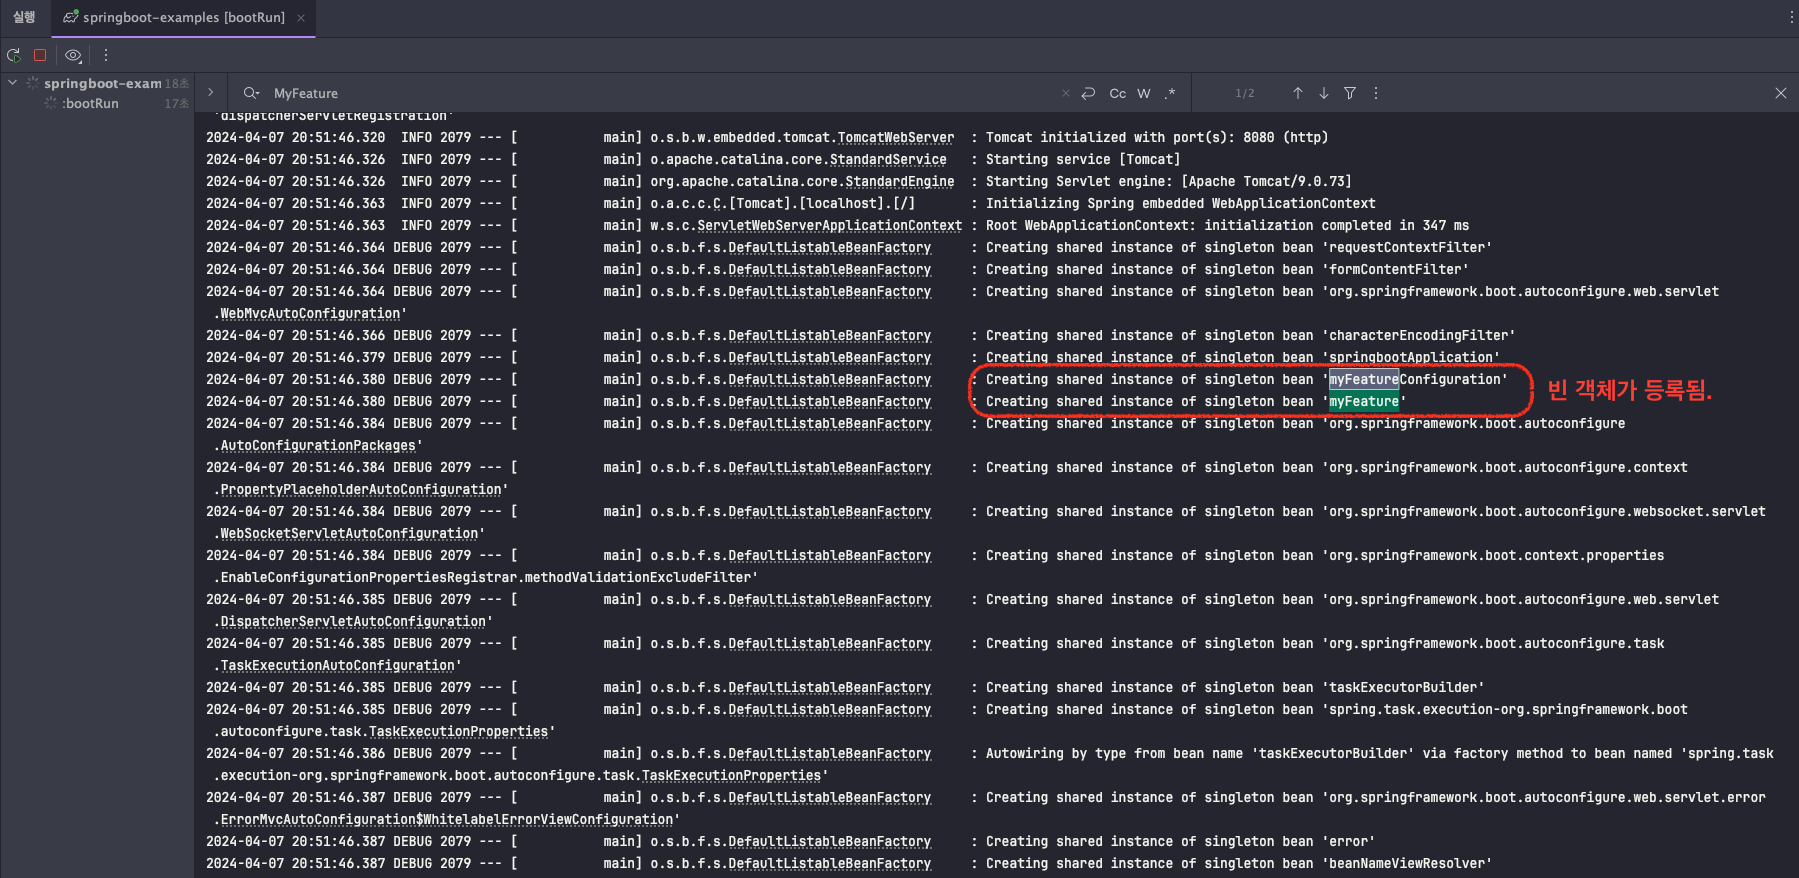 실행 springboot-examples [bootRun]
springboot-exam 18초
:bootRun 17초
MyFeature Cc W .* 1/2
'dispatcherServletRegistration'
2024-04-07 20:51:46.320  INFO 2079 --- [           main] o.s.b.w.embedded.tomcat.TomcatWebServer  : Tomcat initialized with port(s): 8080 (http)
2024-04-07 20:51:46.326  INFO 2079 --- [           main] o.apache.catalina.core.StandardService   : Starting service [Tomcat]
2024-04-07 20:51:46.326  INFO 2079 --- [           main] org.apache.catalina.core.StandardEngine  : Starting Servlet engine: [Apache Tomcat/9.0.73]
2024-04-07 20:51:46.363  INFO 2079 --- [           main] o.a.c.c.C.[Tomcat].[localhost].[/]       : Initializing Spring embedded WebApplicationContext
2024-04-07 20:51:46.363  INFO 2079 --- [           main] w.s.c.ServletWebServerApplicationContext : Root WebApplicationContext: initialization completed in 347 ms
2024-04-07 20:51:46.364 DEBUG 2079 --- [           main] o.s.b.f.s.DefaultListableBeanFactory     : Creating shared instance of singleton bean 'requestContextFilter'
2024-04-07 20:51:46.364 DEBUG 2079 --- [           main] o.s.b.f.s.DefaultListableBeanFactory     : Creating shared instance of singleton bean 'formContentFilter'
2024-04-07 20:51:46.364 DEBUG 2079 --- [           main] o.s.b.f.s.DefaultListableBeanFactory     : Creating shared instance of singleton bean 'org.springframework.boot.autoconfigure.web.servlet
.WebMvcAutoConfiguration'
2024-04-07 20:51:46.366 DEBUG 2079 --- [           main] o.s.b.f.s.DefaultListableBeanFactory     : Creating shared instance of singleton bean 'characterEncodingFilter'
2024-04-07 20:51:46.379 DEBUG 2079 --- [           main] o.s.b.f.s.DefaultListableBeanFactory     : Creating shared instance of singleton bean 'springbootApplication'
2024-04-07 20:51:46.380 DEBUG 2079 --- [           main] o.s.b.f.s.DefaultListableBeanFactory     : Creating shared instance of singleton bean 'myFeatureConfiguration'
빈 객체가 등록됨.
2024-04-07 20:51:46.380 DEBUG 2079 --- [           main] o.s.b.f.s.DefaultListableBeanFactory     : Creating shared instance of singleton bean 'myFeature'
2024-04-07 20:51:46.384 DEBUG 2079 --- [           main] o.s.b.f.s.DefaultListableBeanFactory     : Creating shared instance of singleton bean 'org.springframework.boot.autoconfigure
.AutoConfigurationPackages'
2024-04-07 20:51:46.384 DEBUG 2079 --- [           main] o.s.b.f.s.DefaultListableBeanFactory     : Creating shared instance of singleton bean 'org.springframework.boot.autoconfigure.context
.PropertyPlaceholderAutoConfiguration'
2024-04-07 20:51:46.384 DEBUG 2079 --- [           main] o.s.b.f.s.DefaultListableBeanFactory     : Creating shared instance of singleton bean 'org.springframework.boot.autoconfigure.websocket.servlet
.WebSocketServletAutoConfiguration'
2024-04-07 20:51:46.384 DEBUG 2079 --- [           main] o.s.b.f.s.DefaultListableBeanFactory     : Creating shared instance of singleton bean 'org.springframework.boot.context.properties
.EnableConfigurationPropertiesRegistrar.methodValidationExcludeFilter'
2024-04-07 20:51:46.385 DEBUG 2079 --- [           main] o.s.b.f.s.DefaultListableBeanFactory     : Creating shared instance of singleton bean 'org.springframework.boot.autoconfigure.web.servlet
.DispatcherServletAutoConfiguration'
2024-04-07 20:51:46.385 DEBUG 2079 --- [           main] o.s.b.f.s.DefaultListableBeanFactory     : Creating shared instance of singleton bean 'org.springframework.boot.autoconfigure.task
.TaskExecutionAutoConfiguration'
2024-04-07 20:51:46.385 DEBUG 2079 --- [           main] o.s.b.f.s.DefaultListableBeanFactory     : Creating shared instance of singleton bean 'taskExecutorBuilder'
2024-04-07 20:51:46.385 DEBUG 2079 --- [           main] o.s.b.f.s.DefaultListableBeanFactory     : Creating shared instance of singleton bean 'spring.task.execution-org.springframework.boot
.autoconfigure.task.TaskExecutionProperties'
2024-04-07 20:51:46.386 DEBUG 2079 --- [           main] o.s.b.f.s.DefaultListableBeanFactory     : Autowiring by type from bean name 'taskExecutorBuilder' via factory method to bean named 'spring.task
.execution-org.springframework.boot.autoconfigure.task.TaskExecutionProperties'
2024-04-07 20:51:46.387 DEBUG 2079 --- [           main] o.s.b.f.s.DefaultListableBeanFactory     : Creating shared instance of singleton bean 'org.springframework.boot.autoconfigure.web.servlet.error
.ErrorMvcAutoConfiguration$WhitelabelErrorViewConfiguration'
2024-04-07 20:51:46.387 DEBUG 2079 --- [           main] o.s.b.f.s.DefaultListableBeanFactory     : Creating shared instance of singleton bean 'error'
2024-04-07 20:51:46.387 DEBUG 2079 --- [           main] o.s.b.f.s.DefaultListableBeanFactory     : Creating shared instance of singleton bean 'beanNameViewResolver'